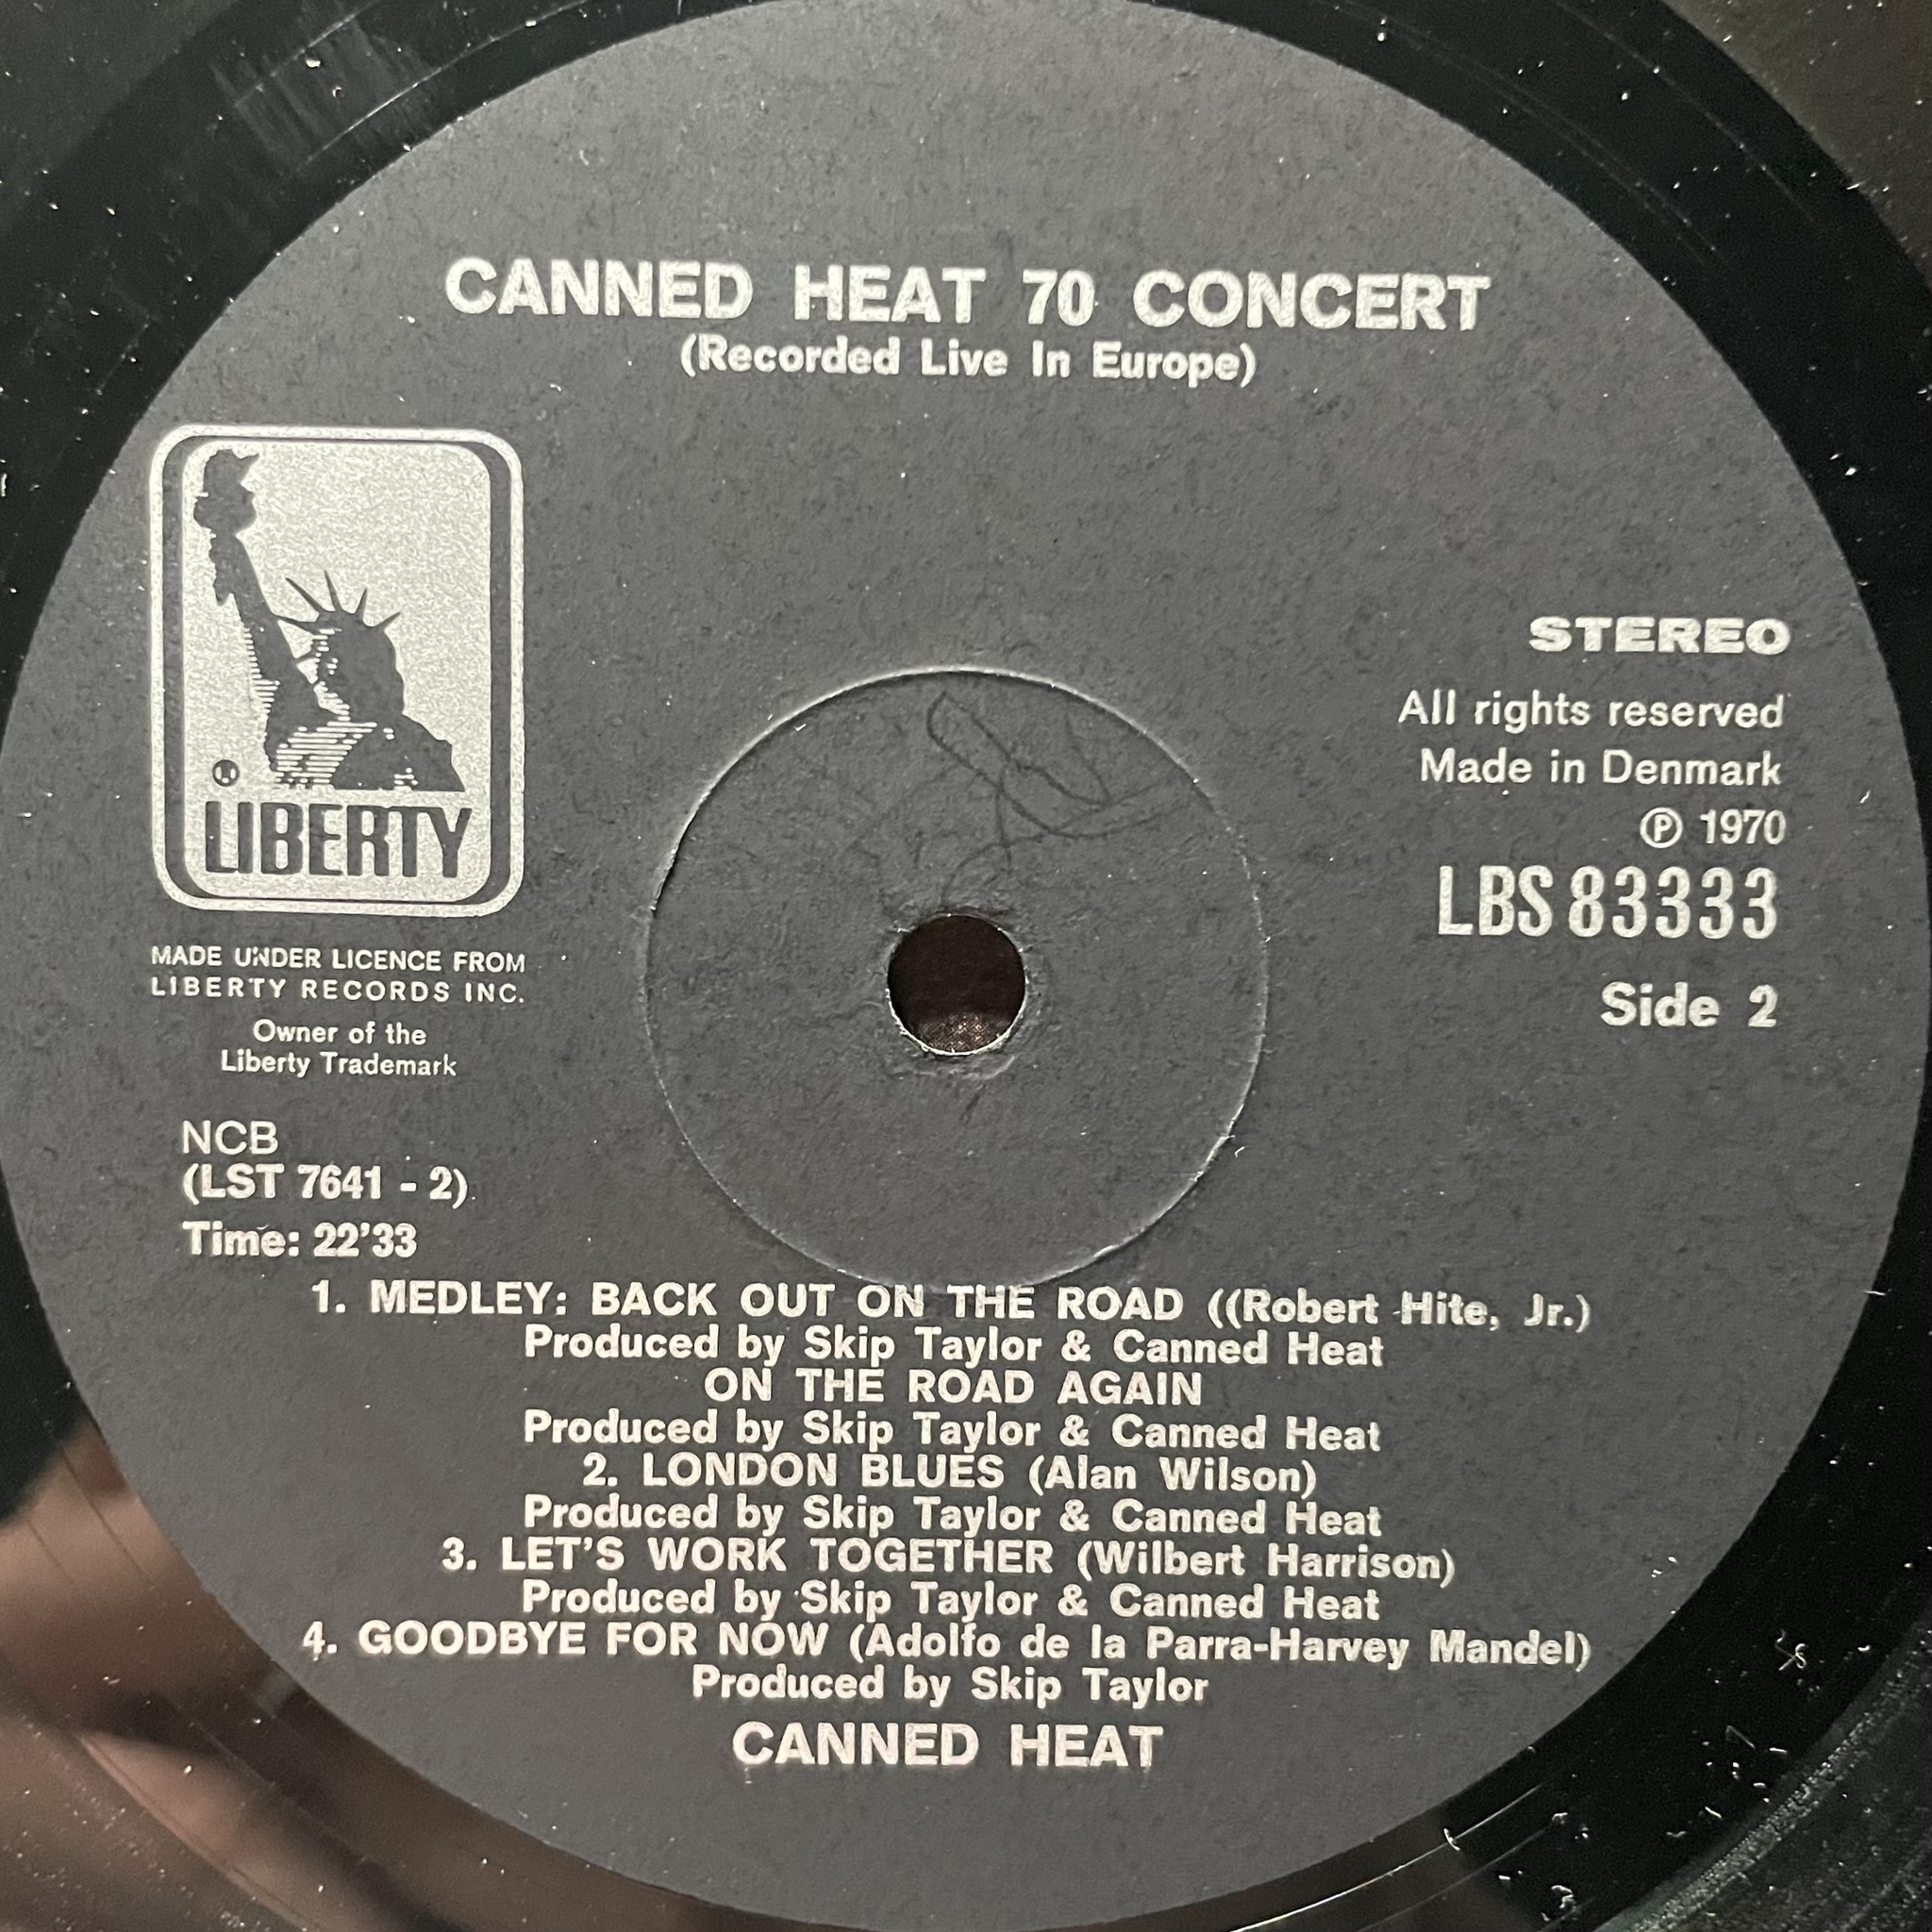 CANNED HEAT 70 CONCERT
(Recorded Live In Europe)
® LIBERTY
MADE UNDER LICENCE FROM
LIBERTY RECORDS INC.
Owner of the
Liberty Trademark
NCB
(LST 7641 - 2)
Time: 22'33
STEREO
All rights reserved
Made in Denmark
℗ 1970
LBS 83333
Side 2
1. MEDLEY: BACK OUT ON THE ROAD ((Robert Hite, Jr.)
Produced by Skip Taylor & Canned Heat
ON THE ROAD AGAIN
Produced by Skip Taylor & Canned Heat
2. LONDON BLUES (Alan Wilson)
Produced by Skip Taylor & Canned Heat
3. LET'S WORK TOGETHER (Wilbert Harrison)
Produced by Skip Taylor & Canned Heat
4. GOODBYE FOR NOW (Adolfo de la Parra-Harvey Mandel)
Produced by Skip Taylor
CANNED HEAT